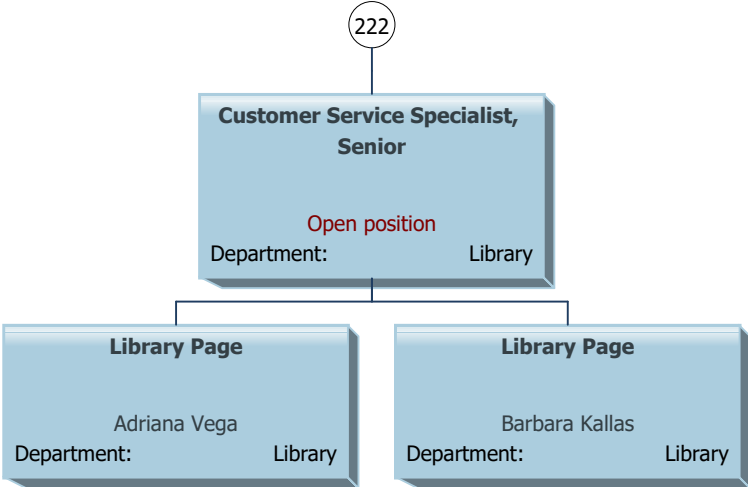 222
Customer Service Specialist,
Senior
Open position
Department: Library
Library Page
Adriana Vega
Department: Library
Library Page
Barbara Kallas
Department: Library